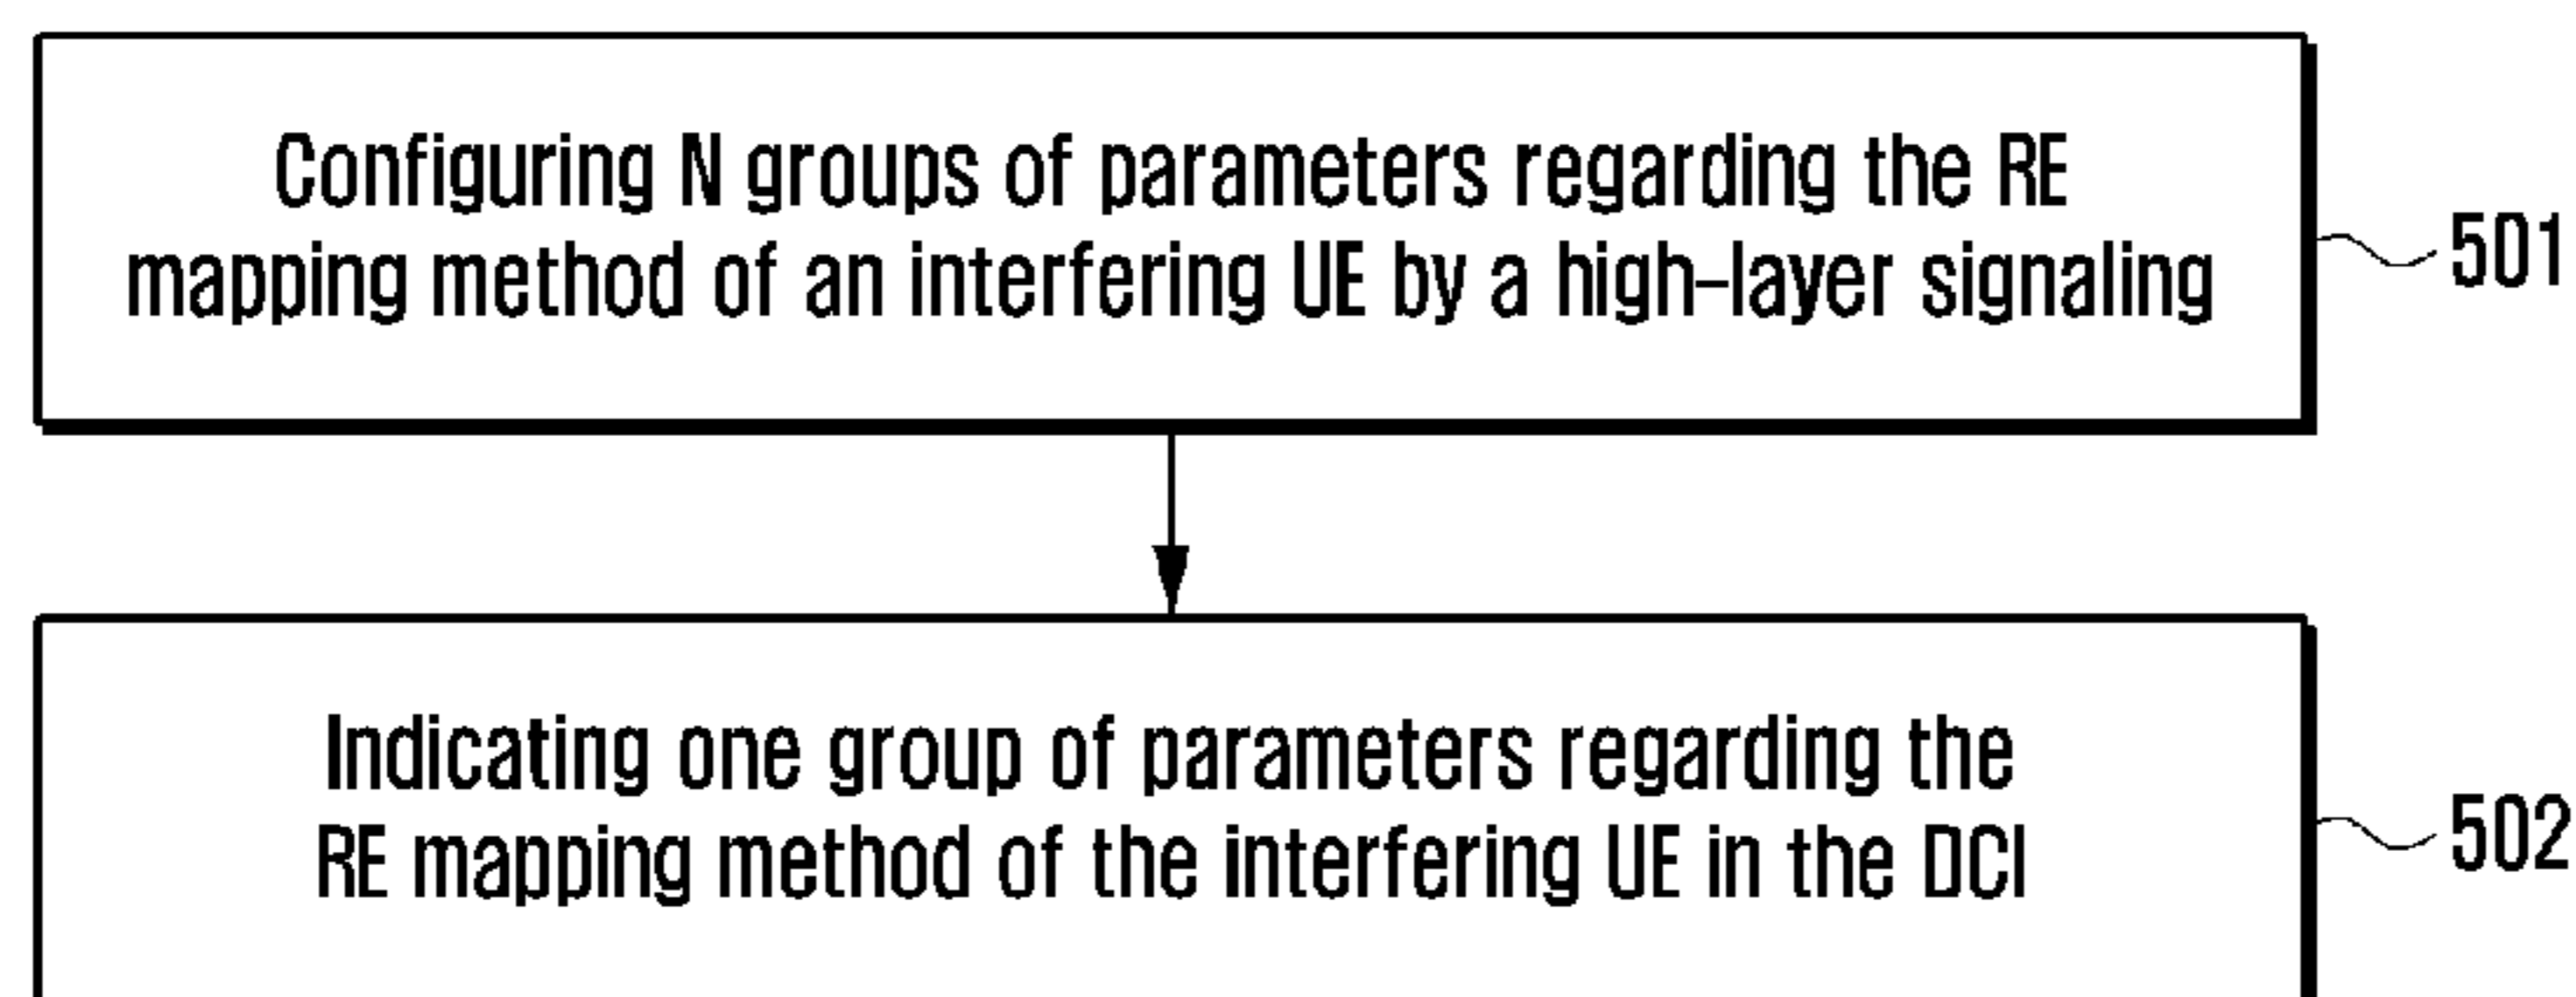 Configuring N groups of parameters regarding the RE
mapping method of an interfering UE by a high-layer signaling
501
Indicating one group of parameters regarding the
RE mapping method of the interfering UE in the DCI
502